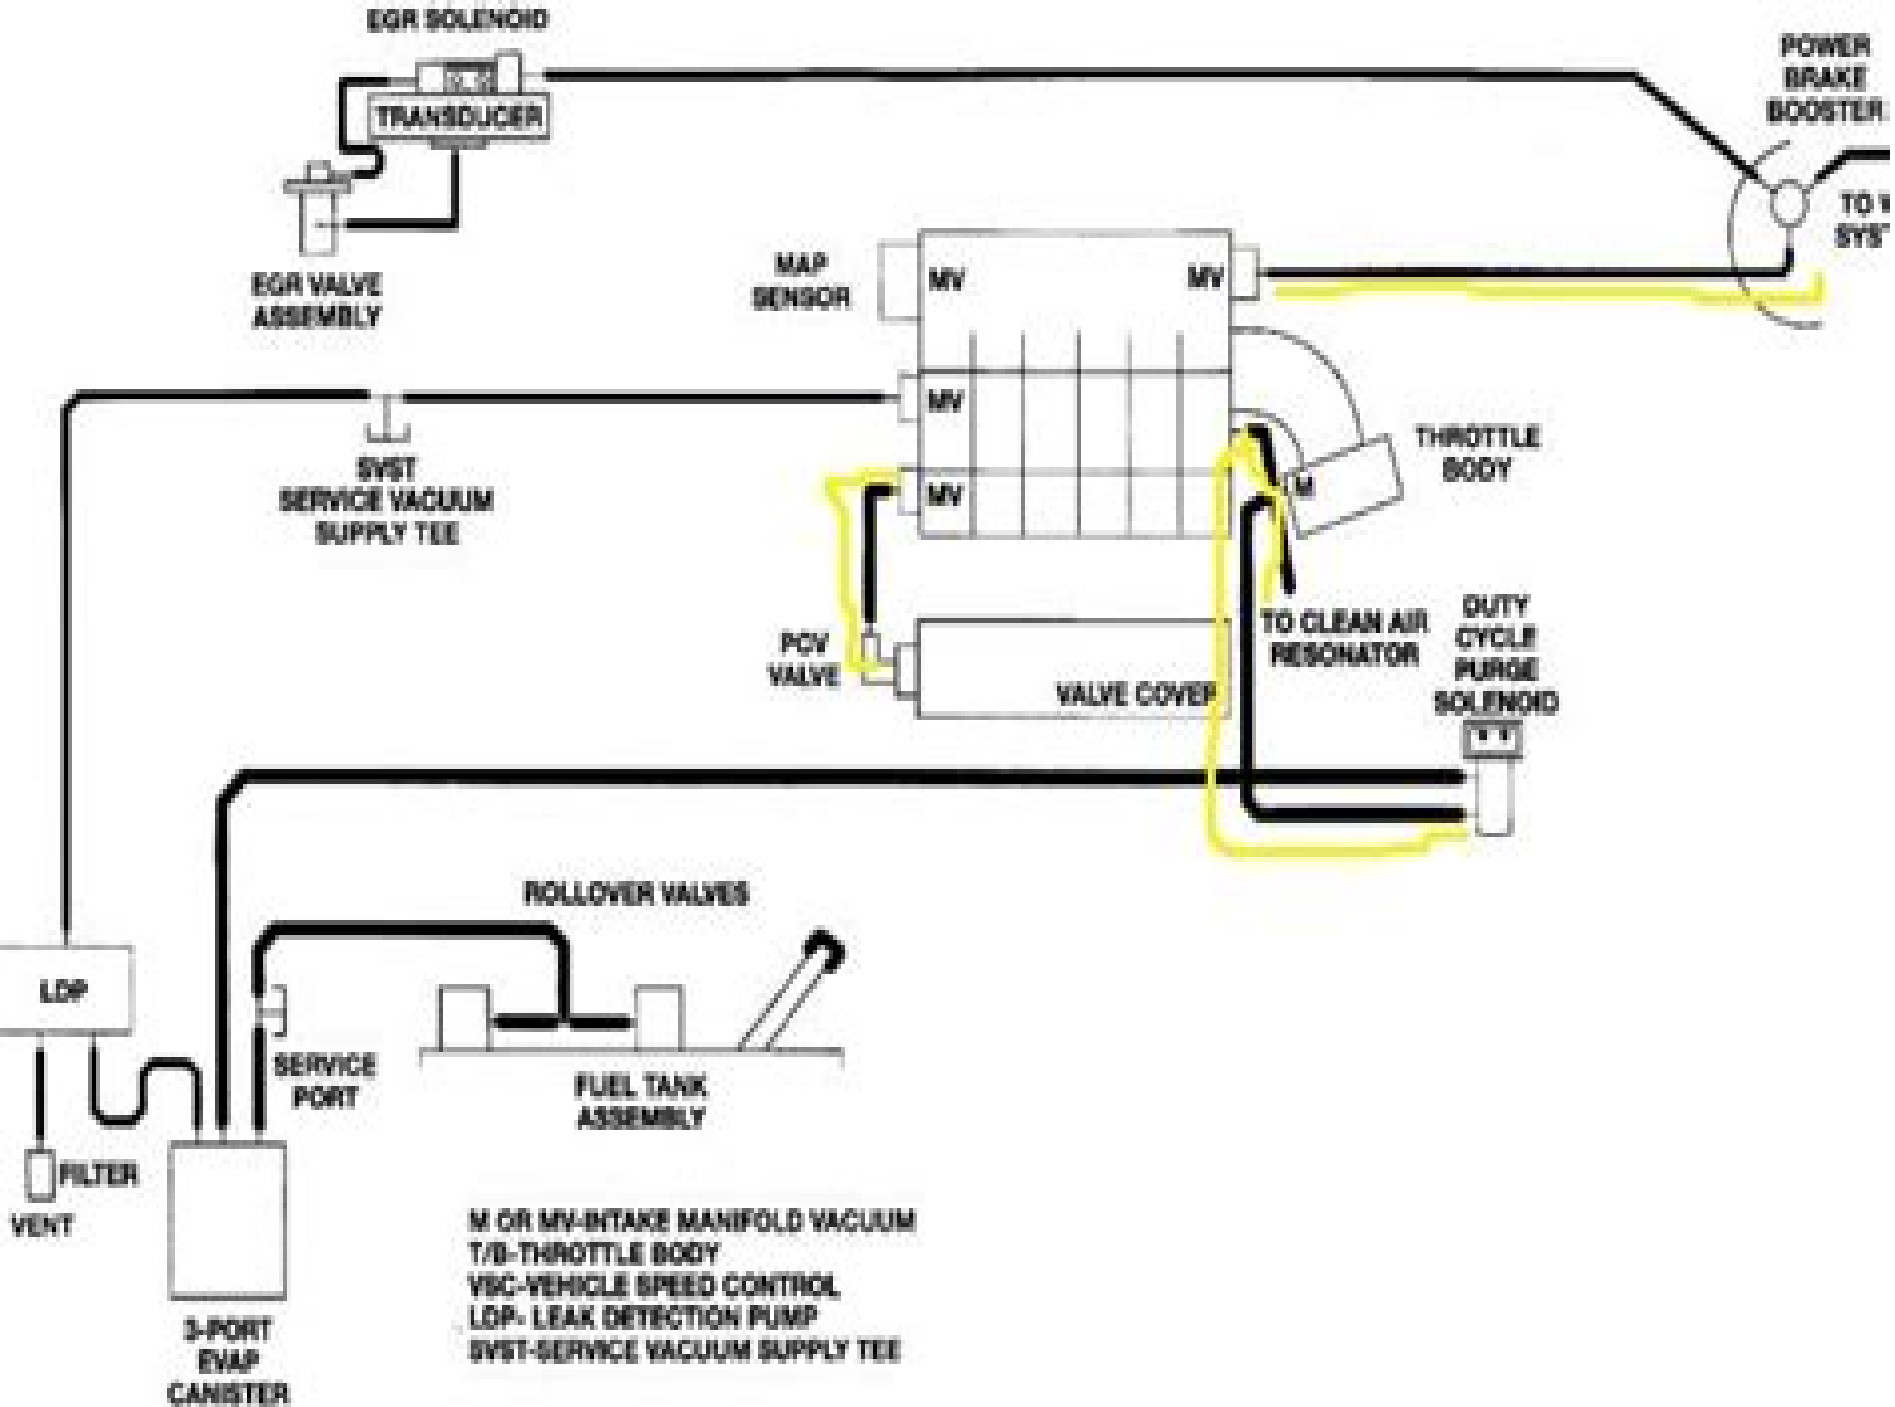 EGR SOLENOID
TRANSDUCER
EGR VALVE
ASSEMBLY
POWER
BRAKE
BOOSTER
TO
SYST
MAP
SENSOR
MV
MV
MV
MV
THROTTLE
BODY
M
SVST
SERVICE VACUUM
SUPPLY TEE
PCV
VALVE
VALVE COVER
TO CLEAN AIR
RESONATOR
DUTY
CYCLE
PURGE
SOLENOID
ROLLOVER VALVES
LDP
SERVICE
PORT
FUEL TANK
ASSEMBLY
FILTER
VENT
3-PORT
EVAP
CANISTER
M OR MV-INTAKE MANIFOLD VACUUM
T/B-THROTTLE BODY
VSC-VEHICLE SPEED CONTROL
LDP- LEAK DETECTION PUMP
SVST-SERVICE VACUUM SUPPLY TEE